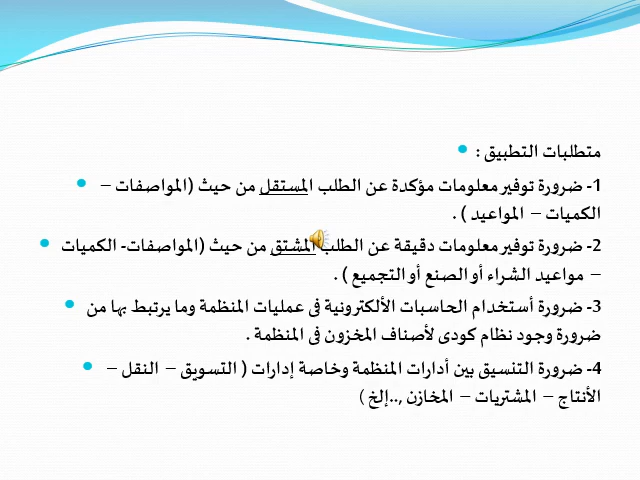 متطلبات التطبيق :
1- ضرورة توفير معلومات مؤكدة عن الطلب المستقل من حيث (المواصفات –
الكميات – المواعيد ) .
2- ضرورة توفير معلومات دقيقة عن الطلب المشتق من حيث (المواصفات- الكميات
– مواعيد الشراء أو الصنع أو التجميع ) .
3- ضرورة أستخدام الحاسبات الألكترونية فى عمليات المنظمة وما يرتبط بها من
ضرورة وجود نظام كودى لأصناف المخزون فى المنظمة .
4- ضرورة التنسيق بين أدارات المنظمة وخاصة إدارات ( التسويق – النقل –
الأنتاج – المشتريات – المخازن ,..إلخ )